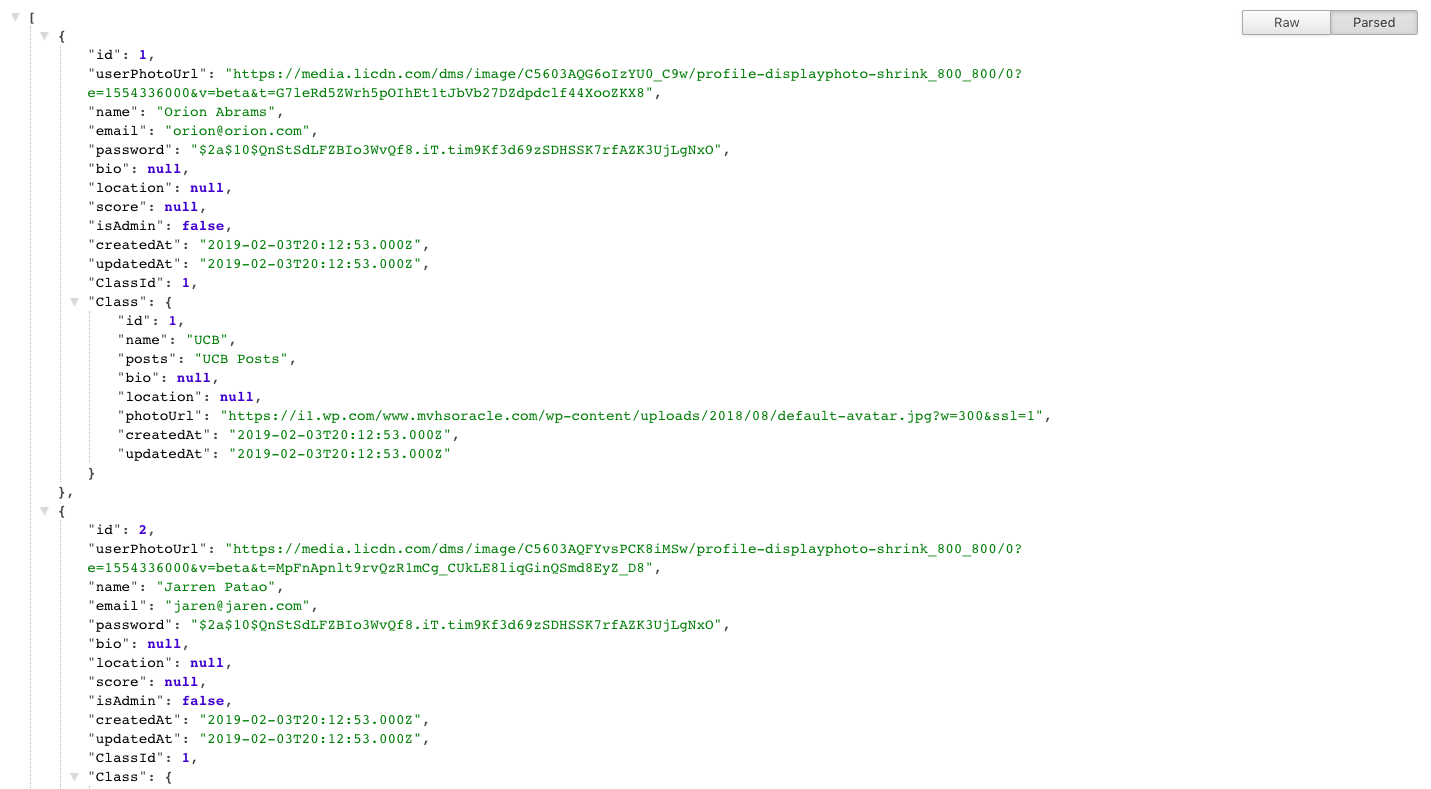 [
Raw Parsed
{
"id": 1,
"userPhotoUrl": "https://media.licdn.com/dms/image/C5603AQG6oIzYU0_C9w/profile-displayphoto-shrink_800_800/0?
e=1554336000&v=beta&t=G7leRd5ZWrh5pOIhEt1tJbVb27DZdpdclf44XooZKX8",
"name": "Orion Abrams",
"email": "orion@orion.com",
"password": "$2a$10$QnStSdLFZBIo3WvQf8.iT.tim9Kf3d69zSDHSSK7rfAZK3UjLgNxO",
"bio": null,
"location": null,
"score": null,
"isAdmin": false,
"createdAt": "2019-02-03T20:12:53.000Z",
"updatedAt": "2019-02-03T20:12:53.000Z",
"ClassId": 1,
"Class": {
"id": 1,
"name": "UCB",
"posts": "UCB Posts",
"bio": null,
"location": null,
"photoUrl": "https://i1.wp.com/www.mvhsoracle.com/wp-content/uploads/2018/08/default-avatar.jpg?w=300&ssl=1",
"createdAt": "2019-02-03T20:12:53.000Z",
"updatedAt": "2019-02-03T20:12:53.000Z"
}
},
{
"id": 2,
"userPhotoUrl": "https://media.licdn.com/dms/image/C5603AQFYvsPCK8iMSw/profile-displayphoto-shrink_800_800/0?
e=1554336000&v=beta&t=MpFnApnlt9rvQzR1mCg_CUkLE8liqGinQSmd8EyZ_D8",
"name": "Jarren Patao",
"email": "jaren@jaren.com",
"password": "$2a$10$QnStSdLFZBIo3WvQf8.iT.tim9Kf3d69zSDHSSK7rfAZK3UjLgNxO",
"bio": null,
"location": null,
"score": null,
"isAdmin": false,
"createdAt": "2019-02-03T20:12:53.000Z",
"updatedAt": "2019-02-03T20:12:53.000Z",
"ClassId": 1,
"Class": {